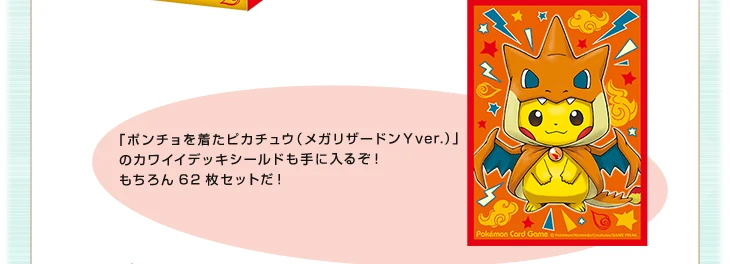 『ポンチョを着たピカチュウ(メガリザードンYver.)』
のカワイイデッキシールドも手に入るぞ!
もちろん62枚セットだ!
Pokémon Card Game